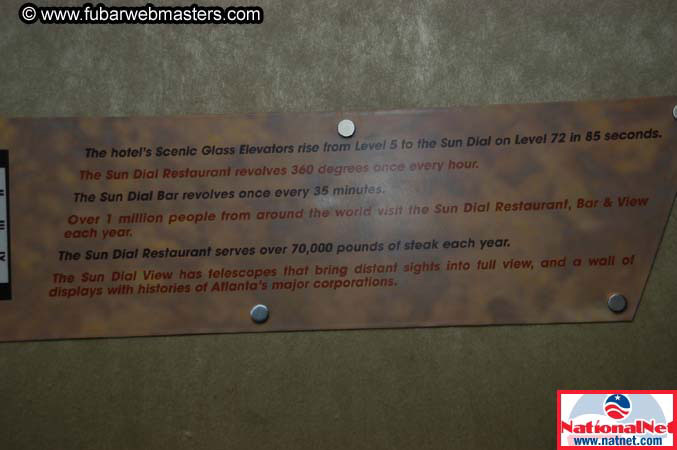 © www.fubarwebmasters.com
The hotel's Scenic Glass Elevators rise from Level 5 to the Sun Dial on Level 72 in 85 seconds.
The Sun Dial Restaurant revolves 360 degrees once every hour.
The Sun Dial Bar revolves once every 35 minutes.
Over 1 million people from around the world visit the Sun Dial Restaurant, Bar & View
each year.
The Sun Dial Restaurant serves over 70,000 pounds of steak each year.
The Sun Dial View has telescopes that bring distant sights into full view, and a wall of
displays with histories of Atlanta's major corporations.
NationalNet
www.natnet.com